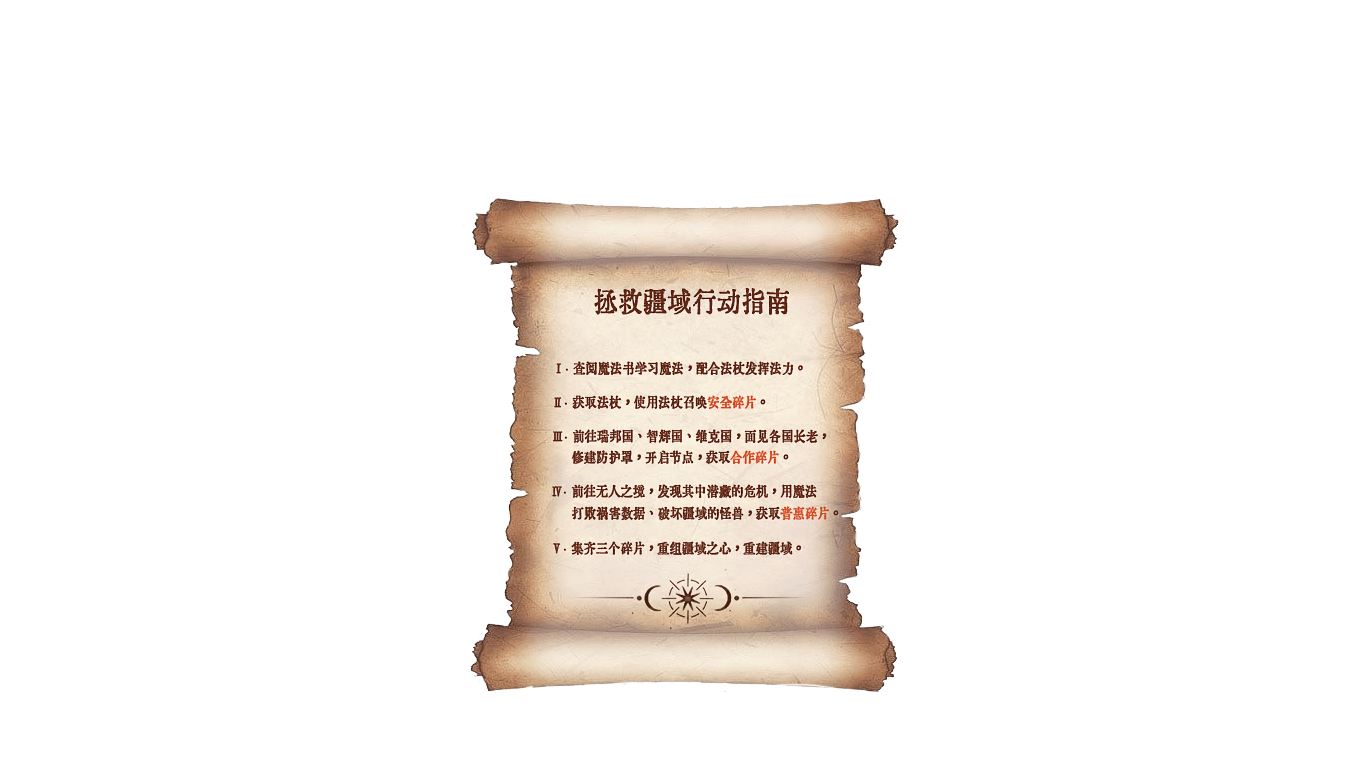 拯救疆域行动指南
I · 查阅魔法书学习魔法，配合法杖发挥法力。
II · 获取法杖，使用法杖召唤安全碎片。
III · 前往瑞邦国、智辉国、维克国，面见各国长老，
修建防护罩，开启节点，获取合作碎片。
IV · 前往无人之境，发现其中潜藏的危机，用魔法
打败祸害数据、破坏疆域的怪兽，获取普惠碎片。
V · 集齐三个碎片，重组疆域之心，重建疆域。